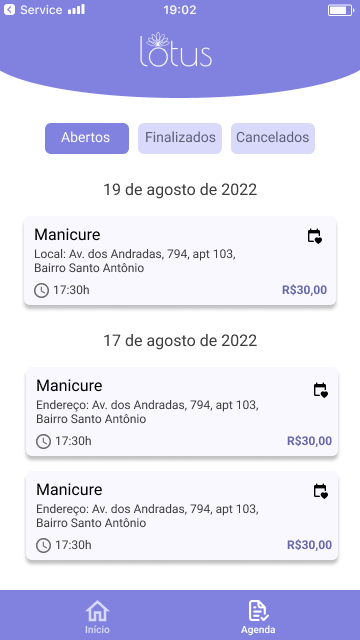 Service 19:02
lotus
Abertos Finalizados Cancelados
19 de agosto de 2022
Manicure
Local: Av. dos Andradas, 794, apt 103,
Bairro Santo Antônio
17:30h R$30,00
17 de agosto de 2022
Manicure
Endereço: Av. dos Andradas, 794, apt 103,
Bairro Santo Antônio
17:30h R$30,00
Manicure
Endereço: Av. dos Andradas, 794, apt 103,
Bairro Santo Antônio
17:30h R$30,00
Início Agenda